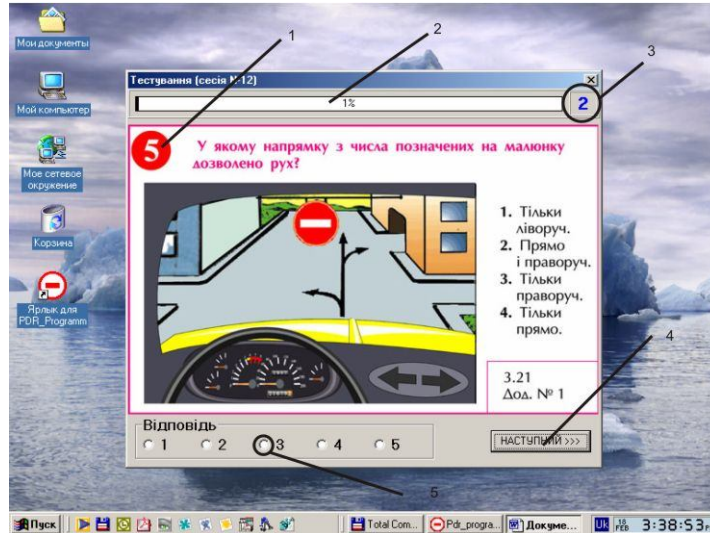 Мои документы
Мой компьютер
Мое сетевое
окружение
Корзина
Ярлык для
PDR_Programm
1
2
3
Тестування (сесія №12)
1%
2
5
У якому напрямку з числа позначених на малюнку
дозволено рух?
1. Тільки
ліворуч.
2. Прямо
і праворуч.
3. Тільки
праворуч.
4. Тільки
прямо.
3.21
Дод. № 1
4
Відповідь
1 2 3 4 5
НАСТУПНИЙ >>>
5
Пуск
Total Com...
Pdr_progra...
Докуме...
Uk
18 FEB
3:38:53